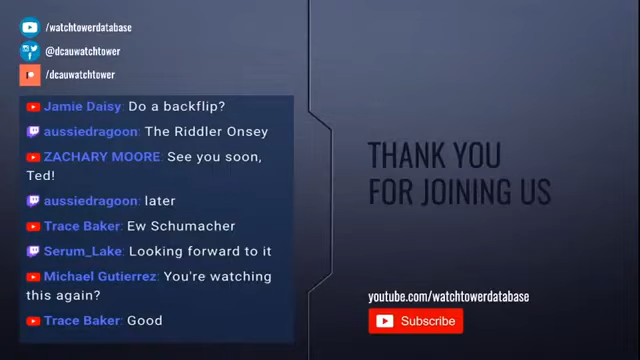 /watchtowerdatabase
@dcauwatchtower
/dcauwatchtower
Jamie Daisy: Do a backflip?
aussiedragoon: The Riddler Onsey
ZACHARY MOORE: See you soon,
Ted!
aussiedragoon: later
Trace Baker: Ew Schumacher
Serum_Lake: Looking forward to it
Michael Gutierrez: You're watching
this again?
Trace Baker: Good
THANK YOU
FOR JOINING US
youtube.com/watchtowerdatabase
Subscribe